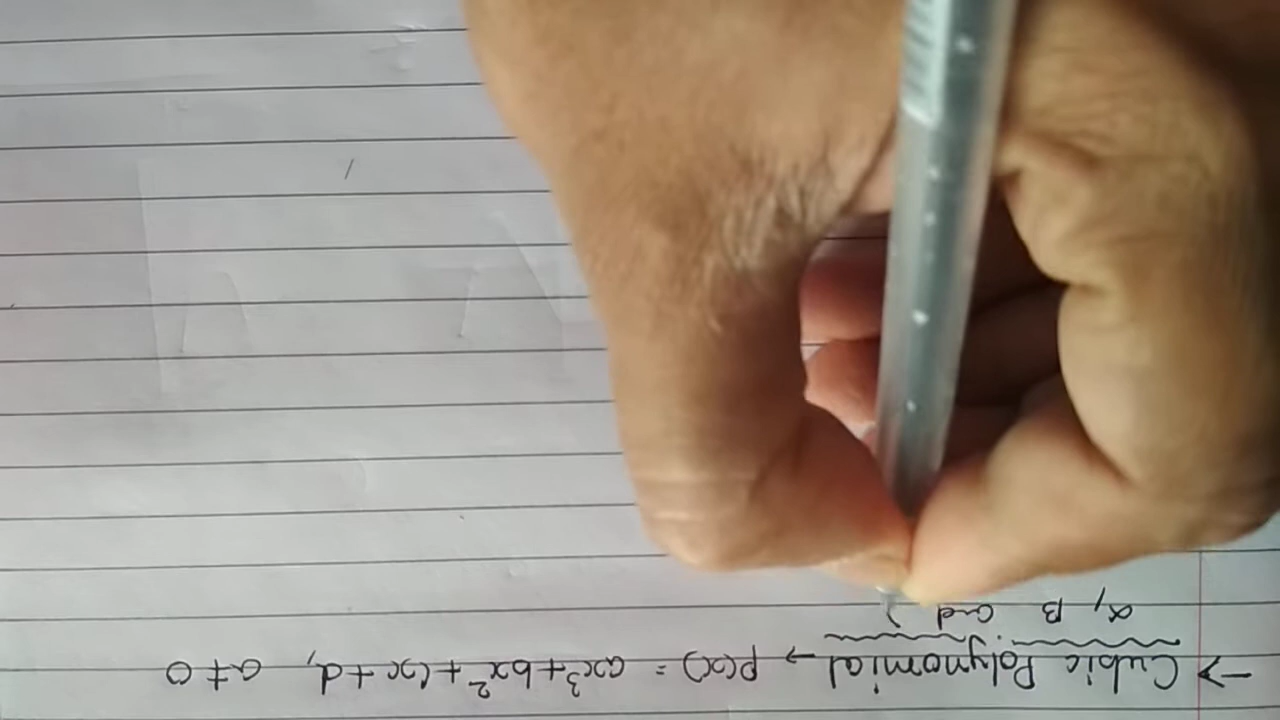 → Cubic Polynomial → P(x) = ax³ + bx² + cx + d, a ≠ 0
α, β and